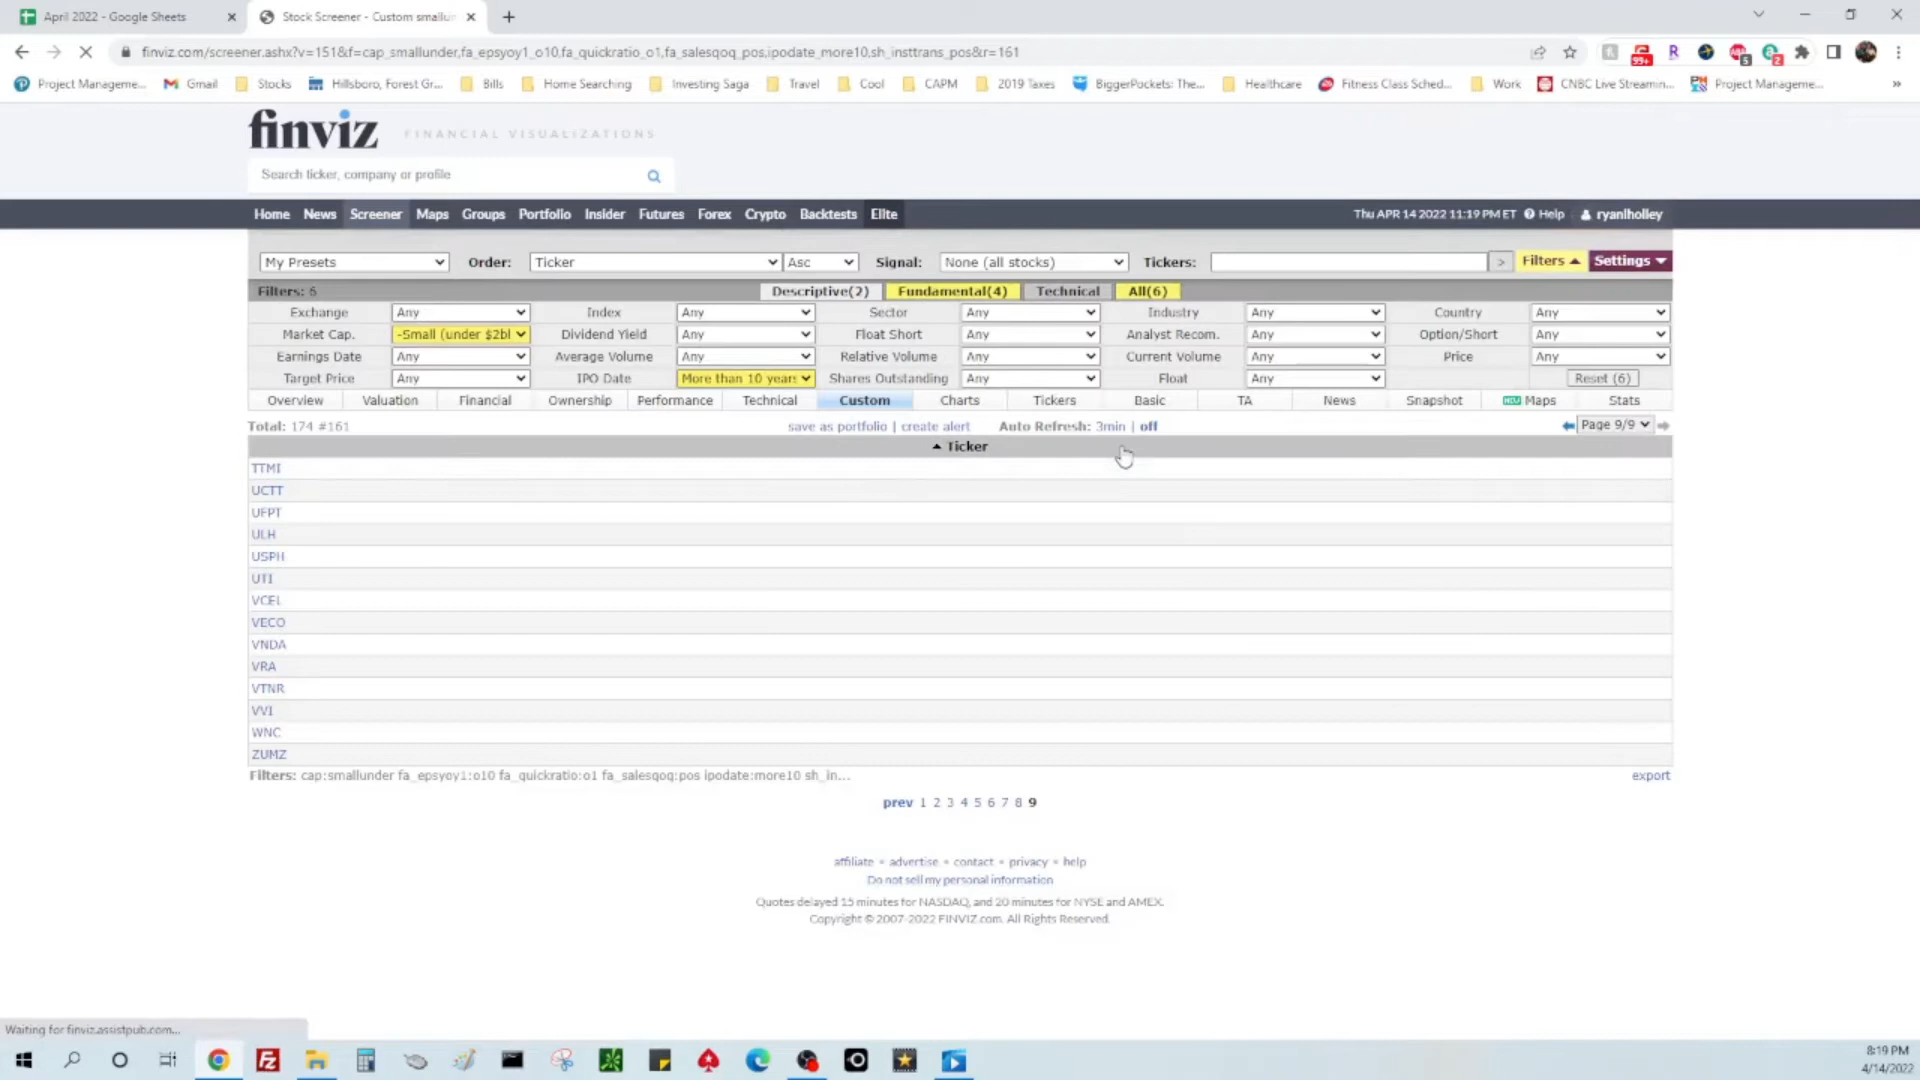 April 2022 - Google Sheets
Stock Screener - Custom smallun
finviz.com/screener.ashx?v=151&f=cap_smallunder,fa_epsyoy1_o10,fa_quickratio_o1,fa_salesqoq_pos,ipodate_more10,sh_insttrans_pos&r=161
99+ R 5 2
Project Manageme... Gmail Stocks Hillsboro, Forest Gr... Bills Home Searching Investing Saga Travel Cool CAPM 2019 Taxes BiggerPockets: The... Healthcare Fitness Class Sched... Work CNBC Live Streamin... Project Manageme... »
finviz FINANCIAL VISUALIZATIONS
Search ticker, company or profile
Home News Screener Maps Groups Portfolio Insider Futures Forex Crypto Backtests Elite Thu APR 14 2022 11:19 PM ET Help ryanlholley
My Presets Order: Ticker Asc Signal: None (all stocks) Tickers: > Filters Settings
Filters: 6 Descriptive(2) Fundamental(4) Technical All(6)
Exchange Any Index Any Sector Any Industry Any Country Any
Market Cap. -Small (under $2bl Dividend Yield Any Float Short Any Analyst Recom. Any Option/Short Any
Earnings Date Any Average Volume Any Relative Volume Any Current Volume Any Price Any
Target Price Any IPO Date More than 10 years Shares Outstanding Any Float Any Reset (6)
Overview Valuation Financial Ownership Performance Technical Custom Charts Tickers Basic TA News Snapshot NEW Maps Stats
Total: 174 #161 save as portfolio | create alert Auto Refresh: 3min | off Page 9/9
Ticker
TTMI
UCTT
UFPT
ULH
USPH
UTI
VCEL
VECO
VNDA
VRA
VTNR
VVI
WNC
ZUMZ
Filters: cap:smallunder fa_epsyoy1:o10 fa_quickratio:o1 fa_salesqoq:pos ipodate:more10 sh_in... export
prev 1 2 3 4 5 6 7 8 9
affiliate • advertise • contact • privacy • help
Do not sell my personal information
Quotes delayed 15 minutes for NASDAQ, and 20 minutes for NYSE and AMEX.
Copyright © 2007-2022 FINVIZ.com. All Rights Reserved.
Waiting for finviz.assistpub.com...
8:19 PM
4/14/2022